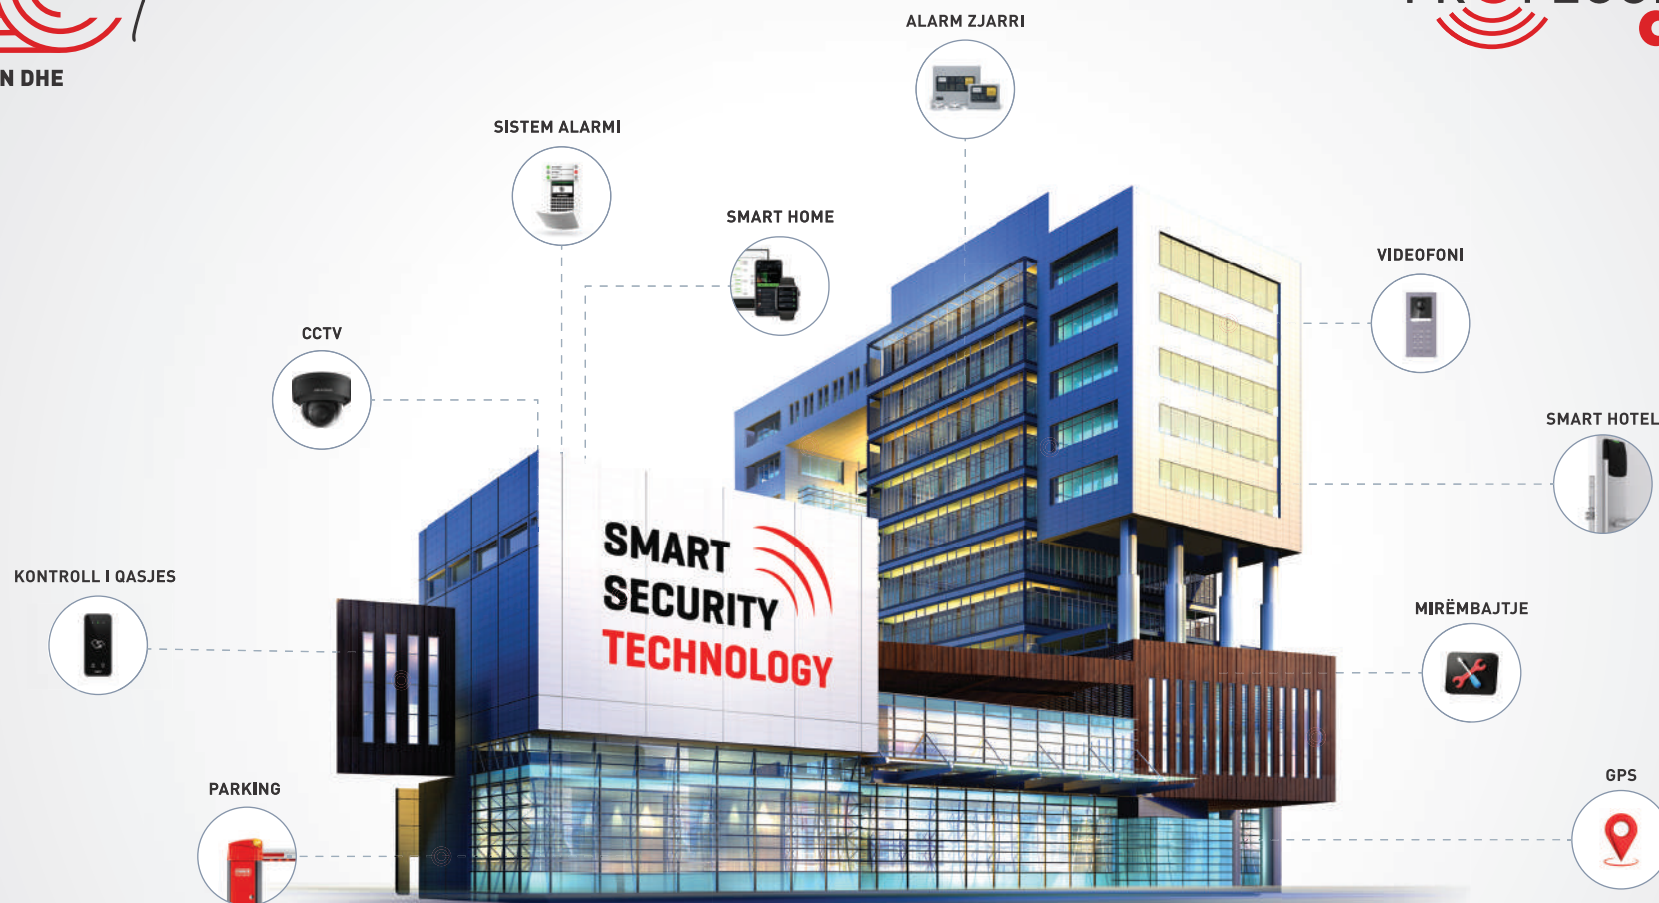 N DHE
ALARM ZJARRI
SISTEM ALARMI
SMART HOME
VIDEOFONI
CCTV
SMART HOTEL
SMART
SECURITY
TECHNOLOGY
KONTROLL I QASJES
MIRËMBAJTJE
PARKING
GPS